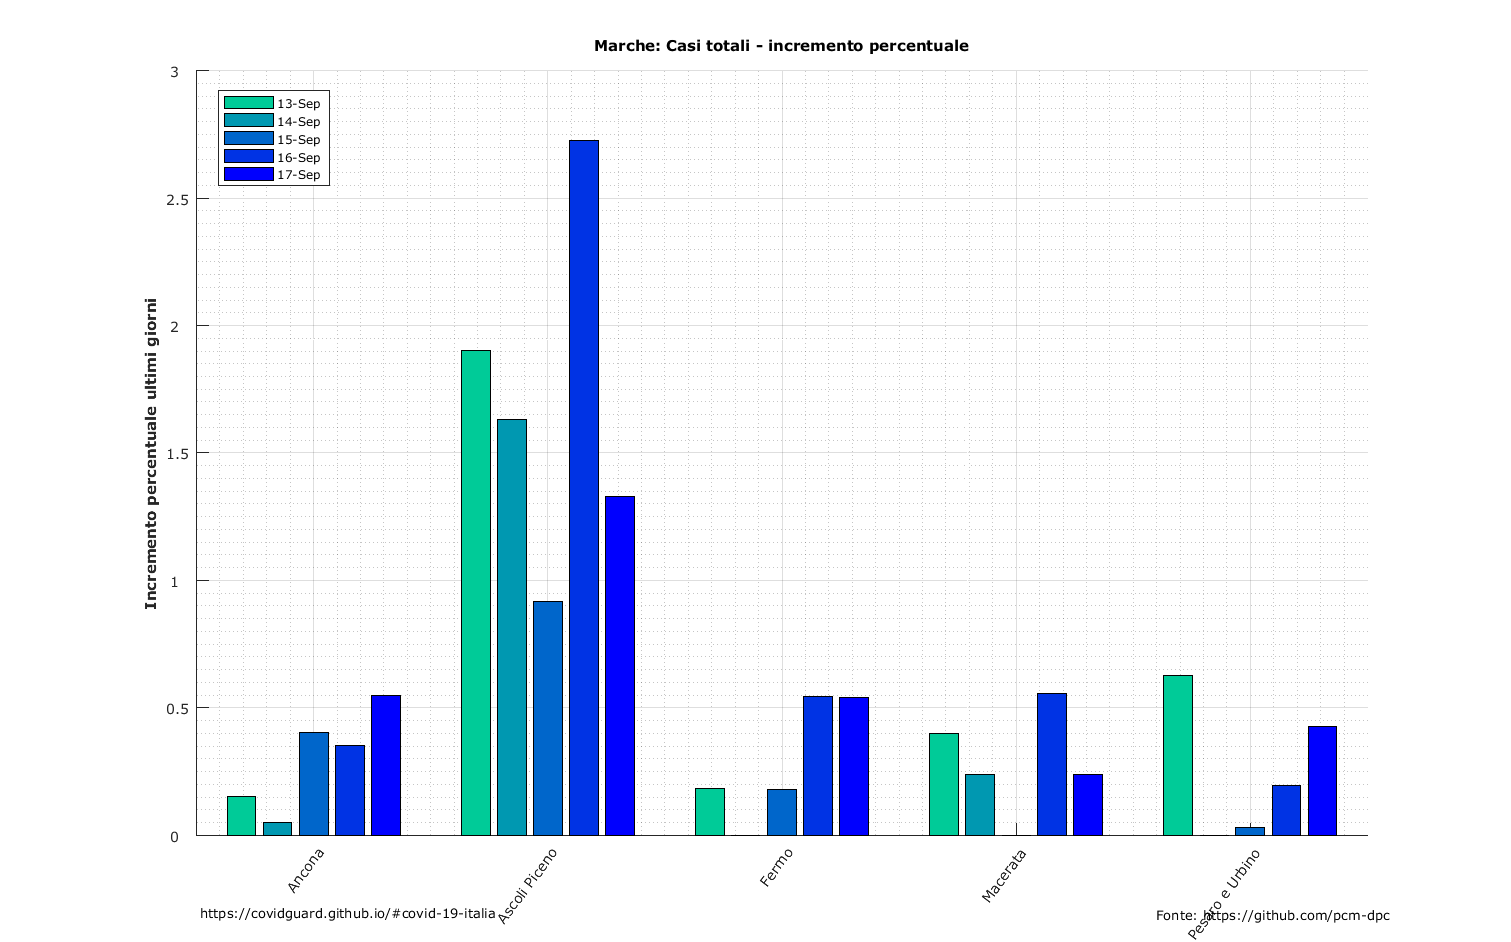 Marche: Casi totali - incremento percentuale
3
2.5
2
1.5
1
0.5
0
Incremento percentuale ultimi giorni
13-Sep
14-Sep
15-Sep
16-Sep
17-Sep
Ancona
Ascoli Piceno
Fermo
Macerata
Pesaro e Urbino
https://covidguard.github.io/#covid-19-italia
Fonte: https://github.com/pcm-dpc